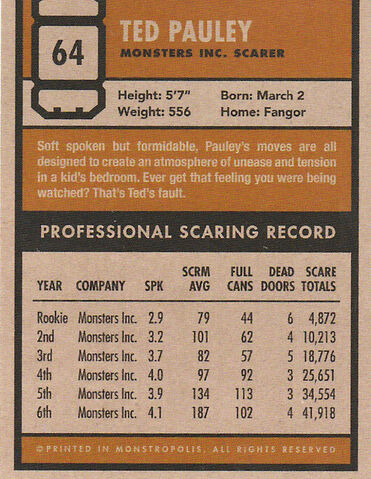 64
TED PAULEY
MONSTERS INC. SCARER
Height: 5'7" Born: March 2
Weight: 556 Home: Fangor
Soft spoken but formidable, Pauley's moves are all
designed to create an atmosphere of unease and tension
in a kid's bedroom. Ever get that feeling you were being
watched? That's Ted's fault.
PROFESSIONAL SCARING RECORD
SCRM FULL DEAD SCARE
YEAR COMPANY SPK AVG CANS DOORS TOTALS
Rookie Monsters Inc. 2.9 79 44 6 4,872
2nd Monsters Inc. 3.2 101 62 4 10,213
3rd Monsters Inc. 3.7 82 57 5 18,776
4th Monsters Inc. 4.0 97 92 3 25,651
5th Monsters Inc. 3.9 134 113 3 34,554
6th Monsters Inc. 4.1 187 102 4 41,918
©PRINTED IN MONSTROPOLIS. ALL RIGHTS RESERVED